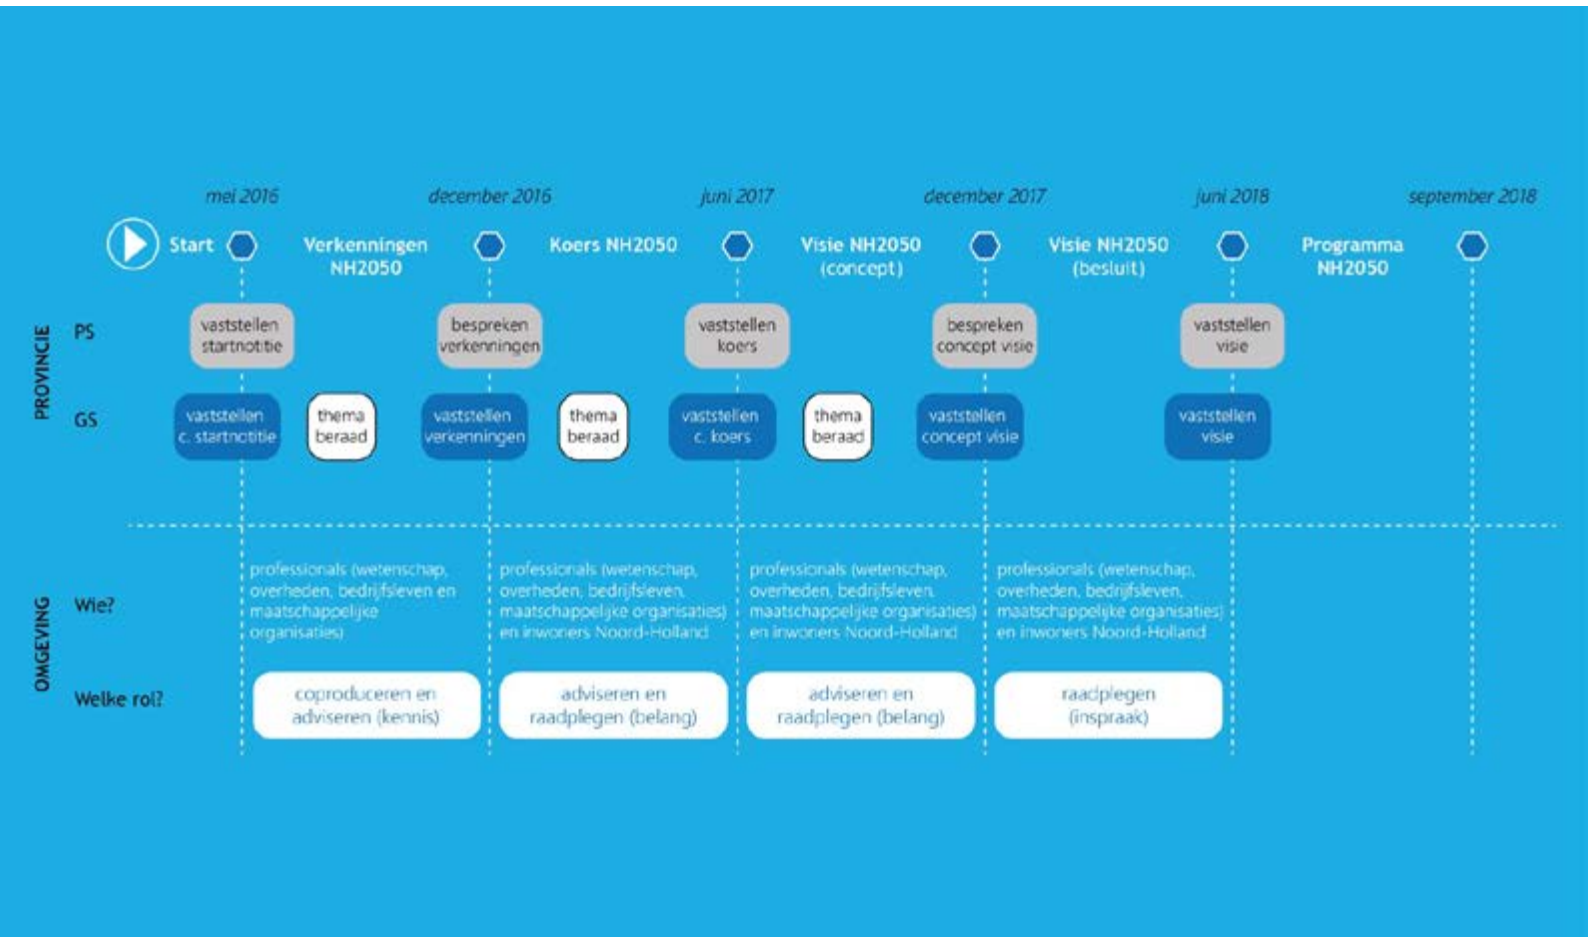 mei 2016
december 2016
juni 2017
december 2017
juni 2018
september 2018
Start
Verkenningen
NH2050
Koers NH2050
Visie NH2050
(concept)
Visie NH2050
(besluit)
Programma
NH2050
PROVINCIE
PS
vaststellen
startnotitie
bespreken
verkenningen
vaststellen
koers
bespreken
concept visie
vaststellen
visie
GS
vaststellen
c. startnotitie
thema
beraad
vaststellen
verkenningen
thema
beraad
vaststellen
c. koers
thema
beraad
vaststellen
concept visie
vaststellen
visie
OMGEVING
Wie?
professionals (wetenschap,
overheden, bedrijfsleven en
maatschappelijke
organisaties)
professionals (wetenschap,
overheden, bedrijfsleven,
maatschappelijke organisaties)
en inwoners Noord-Holland
professionals (wetenschap,
overheden, bedrijfsleven,
maatschappelijke organisaties)
en inwoners Noord-Holland
professionals (wetenschap,
overheden, bedrijfsleven,
maatschappelijke organisaties)
en inwoners Noord-Holland
Welke rol?
coproduceren en
adviseren (kennis)
adviseren en
raadplegen (belang)
adviseren en
raadplegen (belang)
raadplegen
(inspraak)